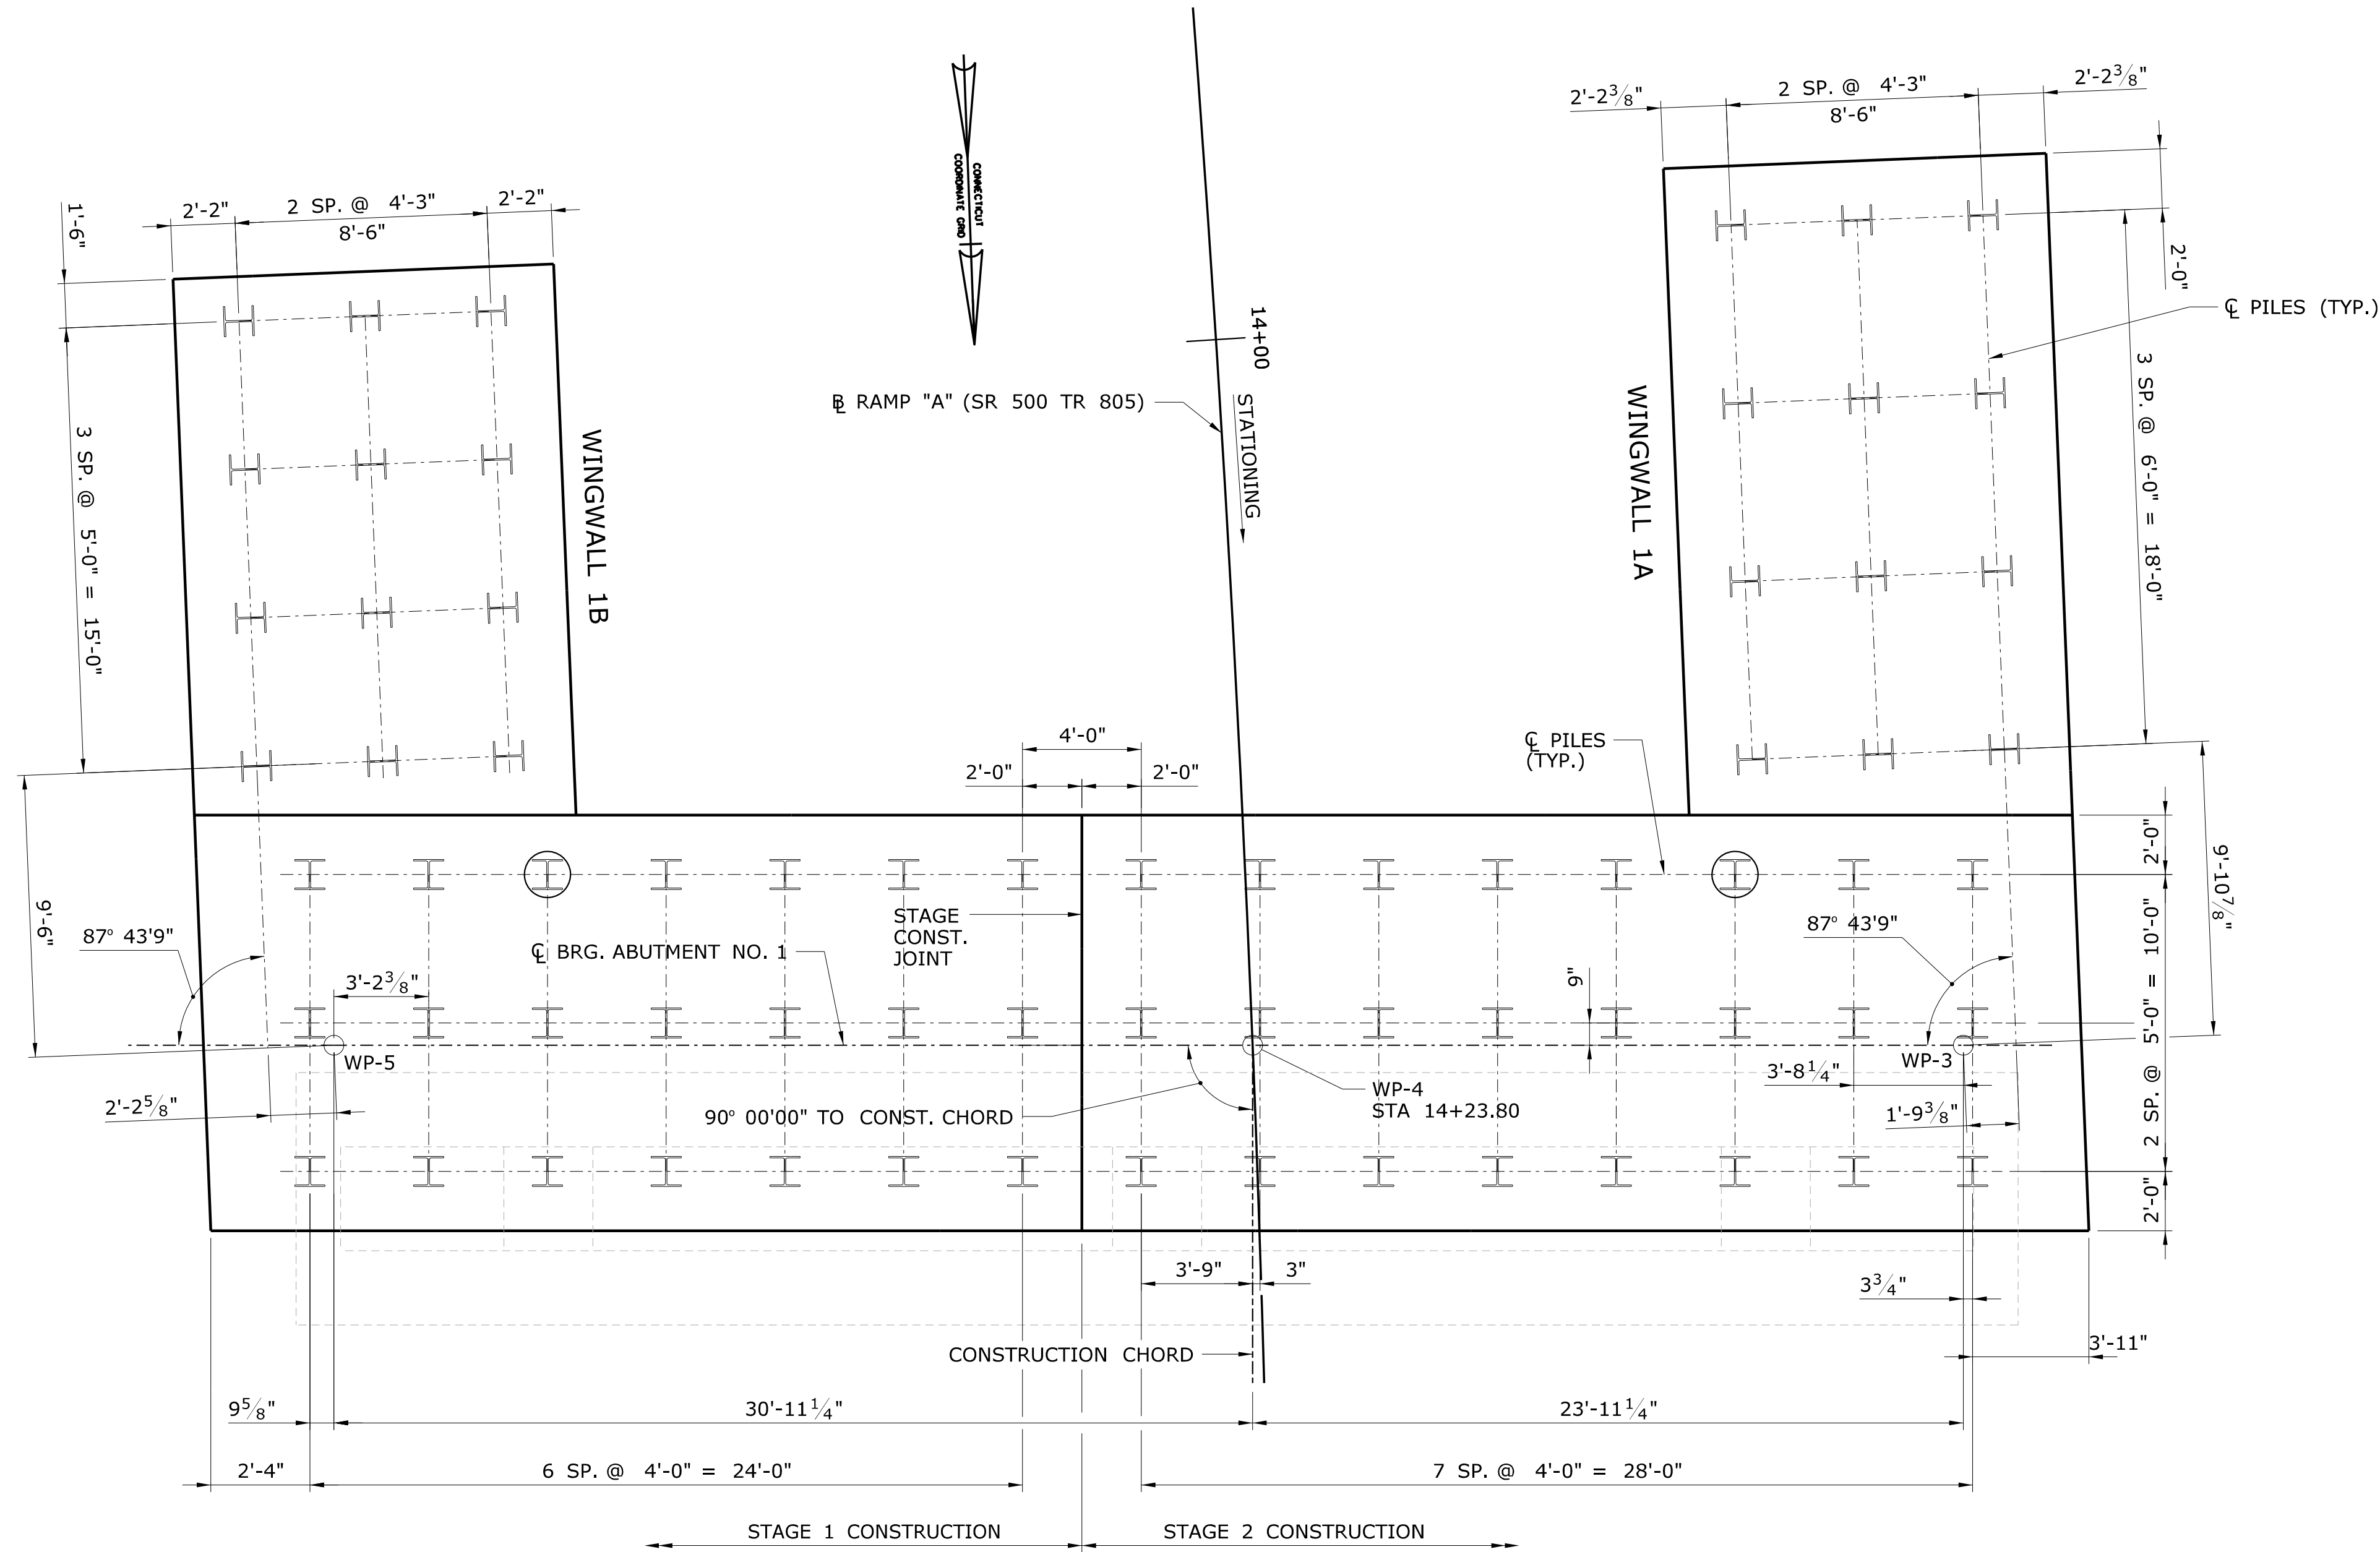 2'-2 3/8"
2 SP. @ 4'-3"
8'-6"
2'-2 3/8"
1'-6"
2'-2"
2 SP. @ 4'-3"
8'-6"
2'-2"
CONNECTICUT
COORDINATE GRID
2'-0"
14+00
℄ PILES (TYP.)
3 SP. @ 6'-0" = 18'-0"
WINGWALL 1A
BL RAMP "A" (SR 500 TR 805)
STATIONING
WINGWALL 1B
3 SP. @ 5'-0" = 15'-0"
4'-0"
2'-0"
2'-0"
℄ PILES
(TYP.)
2'-0"
9'-10 7/8"
9'-6"
87° 43'9"
3'-2 3/8"
℄ BRG. ABUTMENT NO. 1
STAGE
CONST.
JOINT
9"
87° 43'9"
2 SP. @ 5'-0" = 10'-0"
WP-5
WP-3
3'-8 1/4"
2'-2 5/8"
90° 00'00" TO CONST. CHORD
WP-4
STA 14+23.80
1'-9 3/8"
2'-0"
3'-9"
3"
3 3/4"
CONSTRUCTION CHORD
3'-11"
9 5/8"
30'-11 1/4"
23'-11 1/4"
2'-4"
6 SP. @ 4'-0" = 24'-0"
7 SP. @ 4'-0" = 28'-0"
STAGE 1 CONSTRUCTION
STAGE 2 CONSTRUCTION